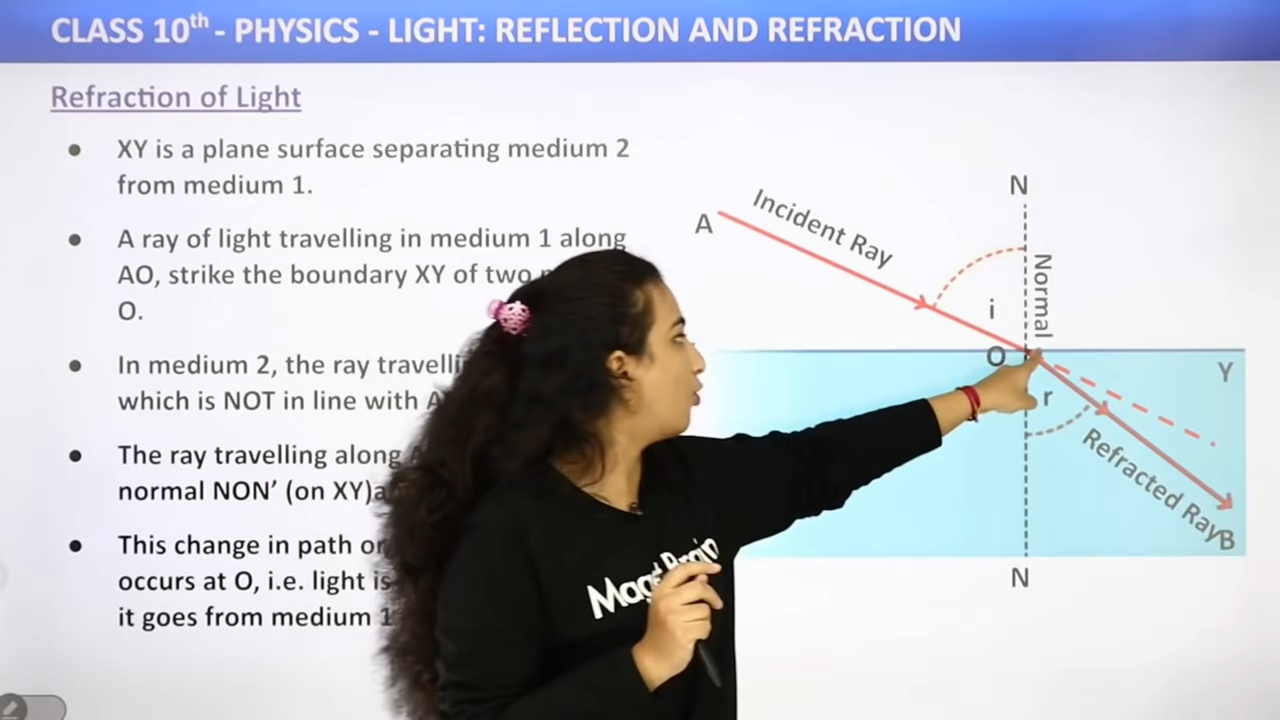 CLASS 10th - PHYSICS - LIGHT: REFLECTION AND REFRACTION
Refraction of Light
• XY is a plane surface separating medium 2
from medium 1.
• A ray of light travelling in medium 1 along
AO, strike the boundary XY of two
O.
• In medium 2, the ray
which is NOT in line with
• The ray travelling along
normal NON’ (on XY)
• This change in path
occurs at O, i.e. light is
it goes from medium 1
N
A
Incident Ray
Normal
i
O
Y
r
Refracted Ray
B
N